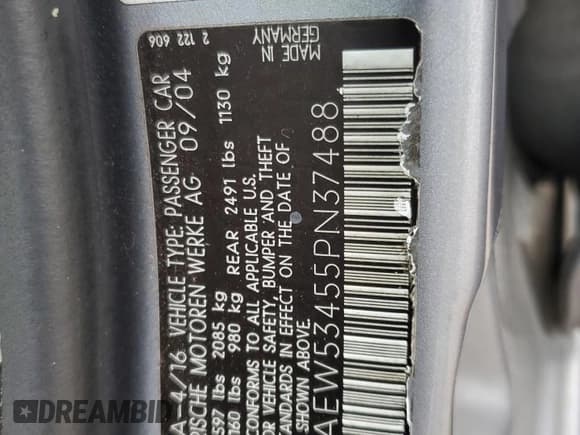 A-4/16 VEHICLE TYPE: PASSENGER CAR
RISCHE MOTOREN WERKE AG 09/04
597 lbs 2085 kg REAR 2491 lbs 1130 kg
160 lbs 980 kg
CONFORMS TO ALL APPLICABLE U.S.
OR VEHICLE SAFETY, BUMPER AND THEFT
STANDARDS IN EFFECT ON THE DATE OF
SHOWN ABOVE.
AEW53455PN37488
MADE IN
GERMANY
2 122 606
DREAMBID